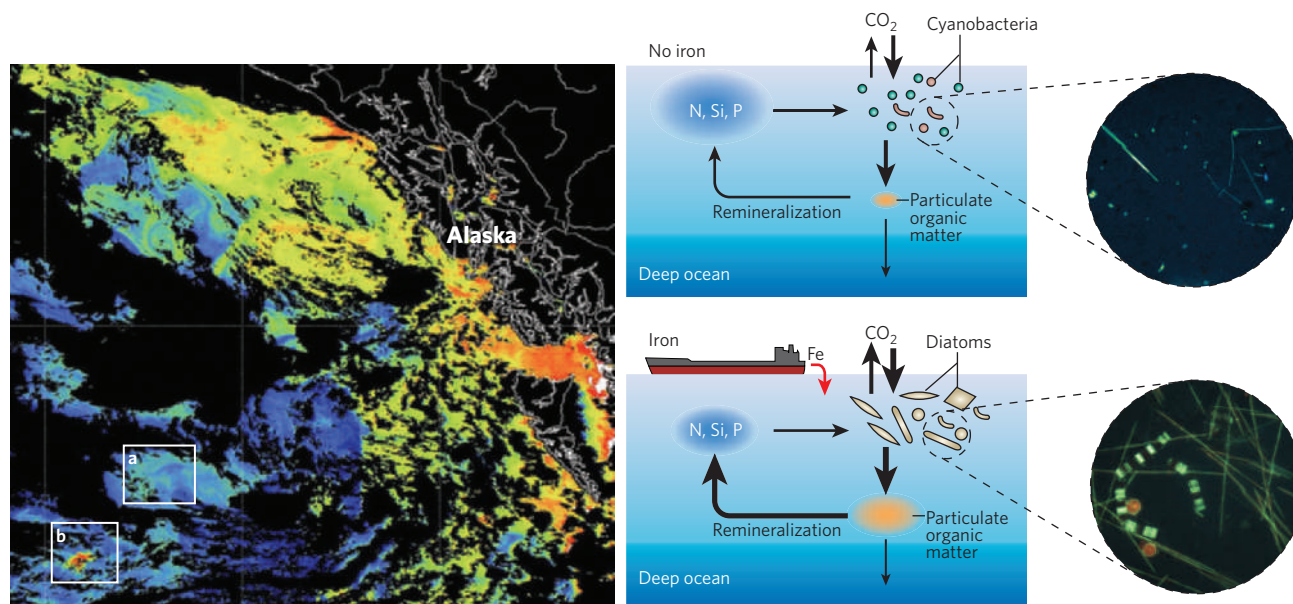 Alaska
a
b
No iron
CO2
Cyanobacteria
N, Si, P
Remineralization
Particulate
organic
matter
Deep ocean
Iron
Fe
CO2
Diatoms
N, Si, P
Remineralization
Particulate
organic
matter
Deep ocean